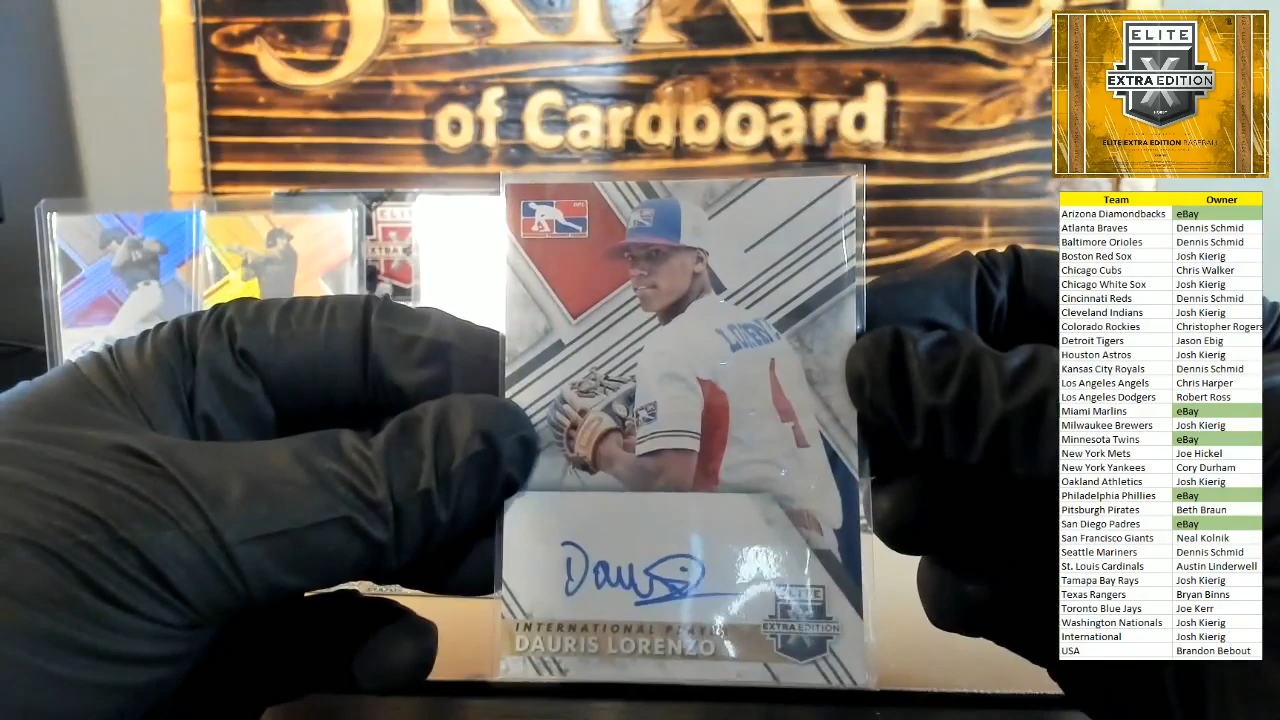 of Cardboard
ELITE
EXTRA EDITION
ELITE EXTRA EDITION BASEBALL
Team Owner
Arizona Diamondbacks eBay
Atlanta Braves Dennis Schmid
Baltimore Orioles Dennis Schmid
Boston Red Sox Josh Kierig
Chicago Cubs Chris Walker
Chicago White Sox Josh Kierig
Cincinnati Reds Dennis Schmid
Cleveland Indians Josh Kierig
Colorado Rockies Christopher Rogers
Detroit Tigers Jason Ebig
Houston Astros Josh Kierig
Kansas City Royals Dennis Schmid
Los Angeles Angels Chris Harper
Los Angeles Dodgers Robert Ross
Miami Marlins eBay
Milwaukee Brewers Josh Kierig
Minnesota Twins eBay
New York Mets Joe Hickel
New York Yankees Cory Durham
Oakland Athletics Josh Kierig
Philadelphia Phillies eBay
Pittsburgh Pirates Beth Braun
San Diego Padres eBay
San Francisco Giants Neal Kolnik
Seattle Mariners Dennis Schmid
St. Louis Cardinals Austin Linderwell
Tamapa Bay Rays Josh Kierig
Texas Rangers Bryan Binns
Toronto Blue Jays Joe Kerr
Washington Nationals Josh Kierig
International Josh Kierig
USA Brandon Bebout
DPL
ELITE
EXTRA EDITION
INTERNATIONAL
DAURIS LORENZO